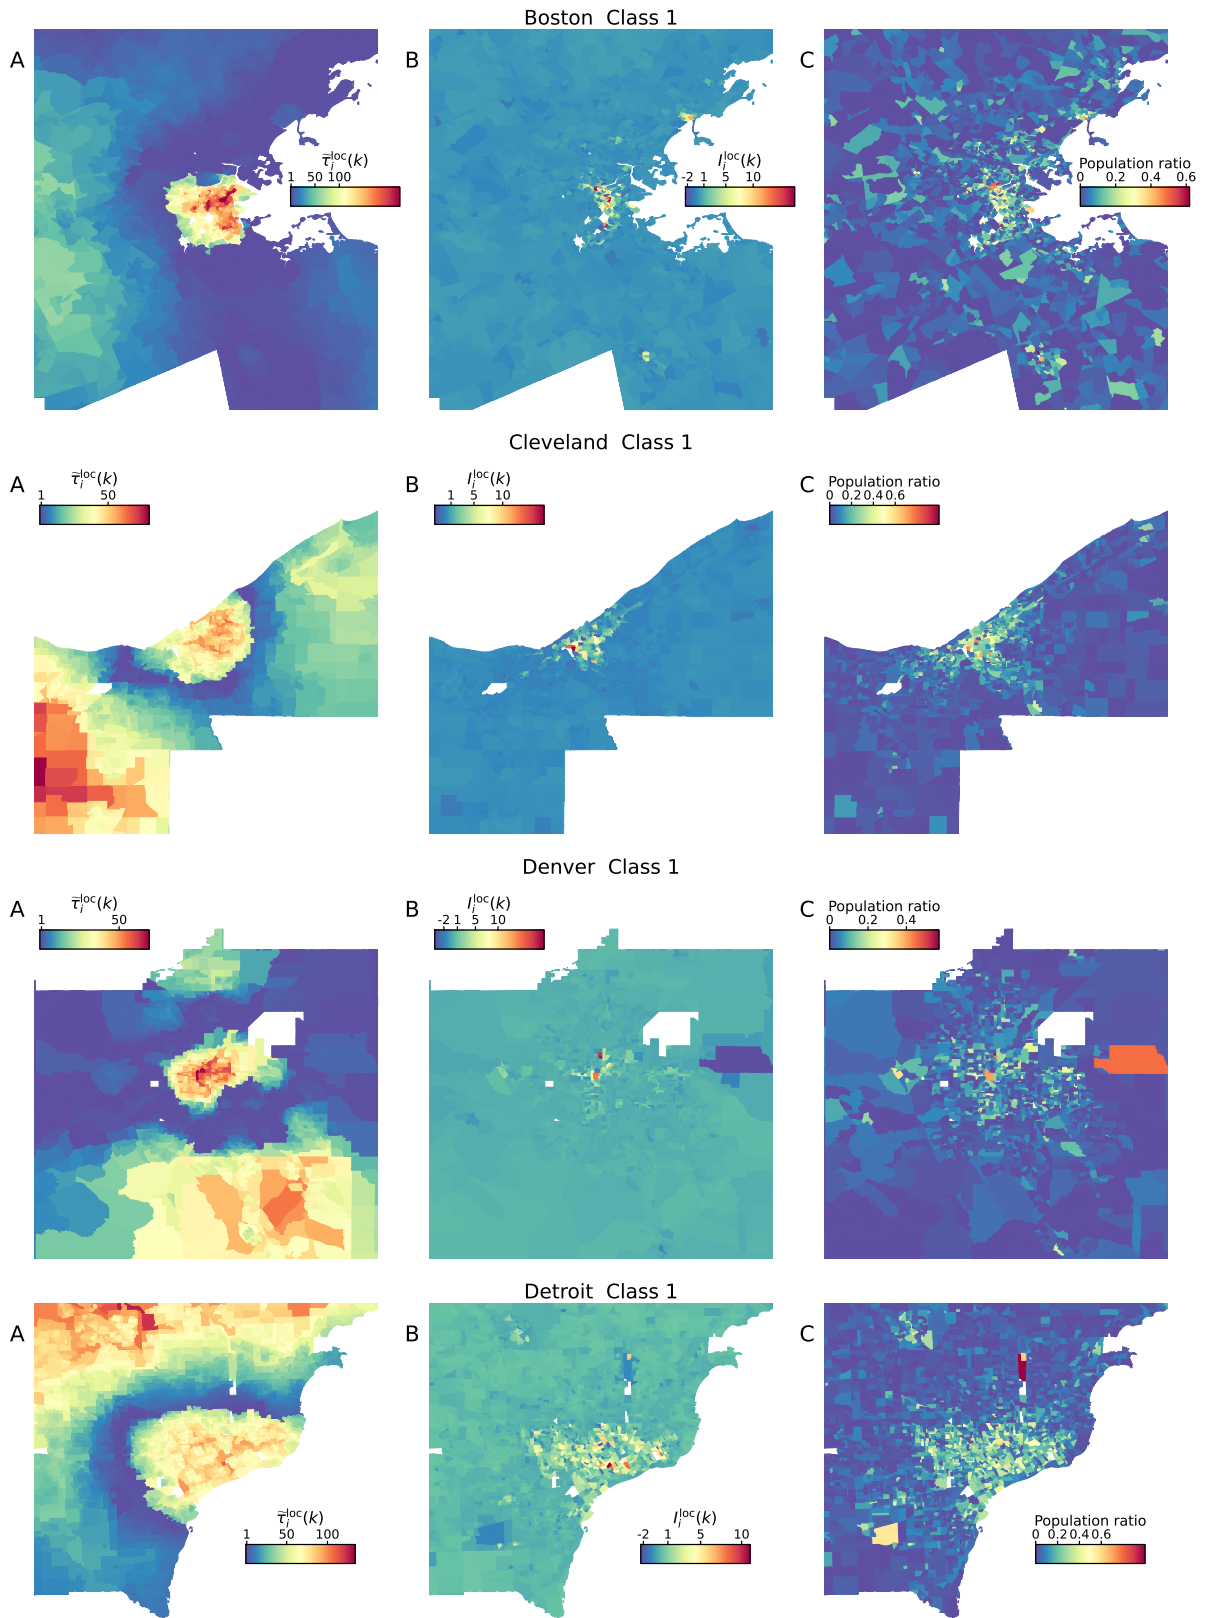 Boston  Class 1
A
B
C
τ̃ᵢˡᵒᶜ(k)
1 50 100
Iᵢˡᵒᶜ(k)
-2 1 5 10
Population ratio
0 0.2 0.4 0.6
Cleveland  Class 1
A
B
C
τ̃ᵢˡᵒᶜ(k)
1 50
Iᵢˡᵒᶜ(k)
1 5 10
Population ratio
0 0.2 0.4 0.6
Denver  Class 1
A
B
C
τ̃ᵢˡᵒᶜ(k)
1 50
Iᵢˡᵒᶜ(k)
-2 1 5 10
Population ratio
0 0.2 0.4
Detroit  Class 1
A
B
C
τ̃ᵢˡᵒᶜ(k)
1 50 100
Iᵢˡᵒᶜ(k)
-2 1 5 10
Population ratio
0 0.2 0.4 0.6